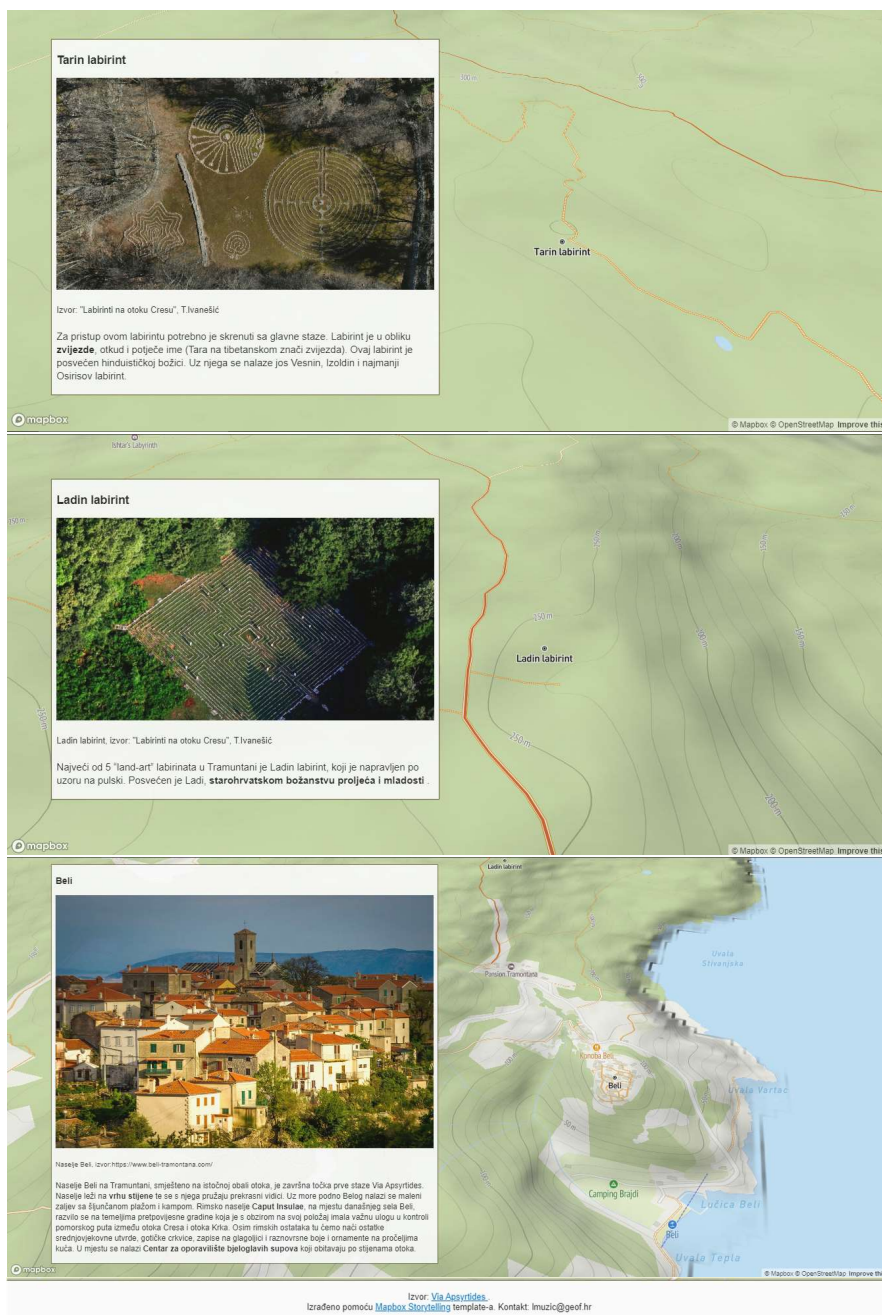 Tarin labirint
Izvor: "Labirinti na otoku Cresu", T.Ivanešić
Za pristup ovom labirintu potrebno je skrenuti sa glavne staze. Labirint je u obliku
zvijezde, otkud i potječe ime (Tara na tibetanskom znači zvijezda). Ovaj labirint je
posvećen hinduističkoj božici. Uz njega se nalaze jos Vesnin, Izoldin i najmanji
Osirisov labirint.
300 m
300 m
Tarin labirint
mapbox
© Mapbox © OpenStreetMap Improve this
Ishtar's Labyrinth
Ladin labirint
Ladin labirint, izvor: "Labirinti na otoku Cresu", T.Ivanešić
Najveći od 5 "land-art" labirinata u Tramuntani je Ladin labirint, koji je napravljen po
uzoru na pulski. Posvećen je Ladi, starohrvatskom božanstvu proljeća i mladosti .
250 m
250 m
250 m
200 m
Ladin labirint
mapbox
© Mapbox © OpenStreetMap Improve this
Beli
Naselje Beli, izvor:https://www.beli-tramontana.com/
Naselje Beli na Tramuntani, smješteno na istočnoj obali otoka, je završna točka prve staze Via Apsyrtides.
Naselje leži na vrhu stijene te se s njega pružaju prekrasni vidici. Uz more podno Belog nalazi se maleni
zaljev sa šljunčanom plažom i kampom. Rimsko naselje Caput Insulae, na mjestu današnjeg sela Beli,
razvilo se na temeljima pretpovijesne gradine koja je s obzirom na svoj položaj imala važnu ulogu u kontroli
pomorskog puta između otoka Cresa i otoka Krka. Osim rimskih ostataka tu ćemo naći ostatke
srednjovjekovne utvrde, gotičke crkvice, zapise na glagoljici i raznovrsne boje i ornamente na pročeljima
kuća. U mjestu se nalazi Centar za oporavilište bjeloglavih supova koji obitavaju po stijenama otoka.
Ladin labirint
Pansion Tramontana
Uvala
Stivanjska
Konoba Beli
Beli
Uvala Vartac
50 m
Camping Brajdi
Lučica Beli
Beli
Uvala Tepla
mapbox
© Mapbox © OpenStreetMap Improve this
Izvor: Via Apsyrtides .
Izrađeno pomoću Mapbox Storytelling template-a. Kontakt: lmuzic@geof.hr